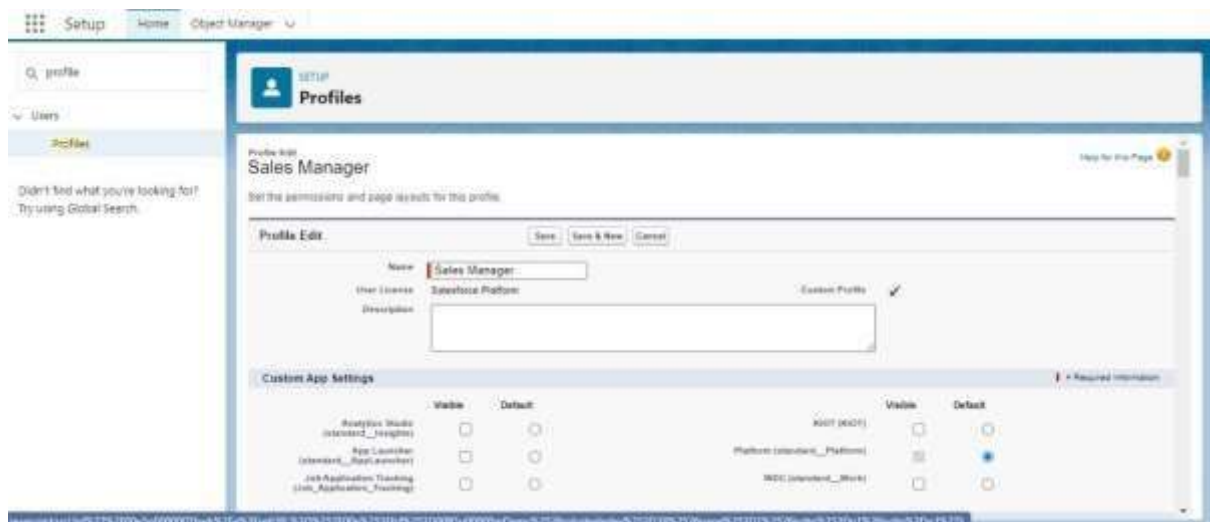 Setup
Home
Object Manager
profile
Users
Profiles
Didn't find what you're looking for?
Try using Global Search.
SETUP
Profiles
Profile Edit
Sales Manager
Help for this Page
Set the permissions and page layouts for this profile.
Profile Edit
Save
Save & New
Cancel
Name
Sales Manager
User License
Salesforce Platform
Custom Profile
Description
Custom App Settings
= Required Information
Visible
Default
Visible
Default
Analytics Studio
(standard__Insights)
App Launcher
(standard__AppLauncher)
Platform (standard__Platform)
Job Application Tracking
(Job_Application_Tracking)
(standard__Work)